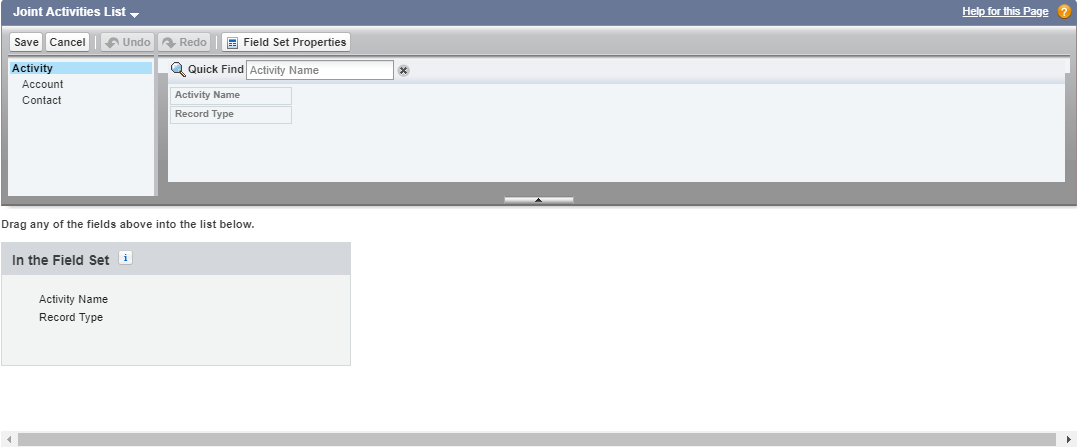 Joint Activities List
Help for this Page ?
Save Cancel Undo Redo Field Set Properties
Activity
Account
Contact
Quick Find Activity Name
Activity Name
Record Type
Drag any of the fields above into the list below.
In the Field Set i
Activity Name
Record Type